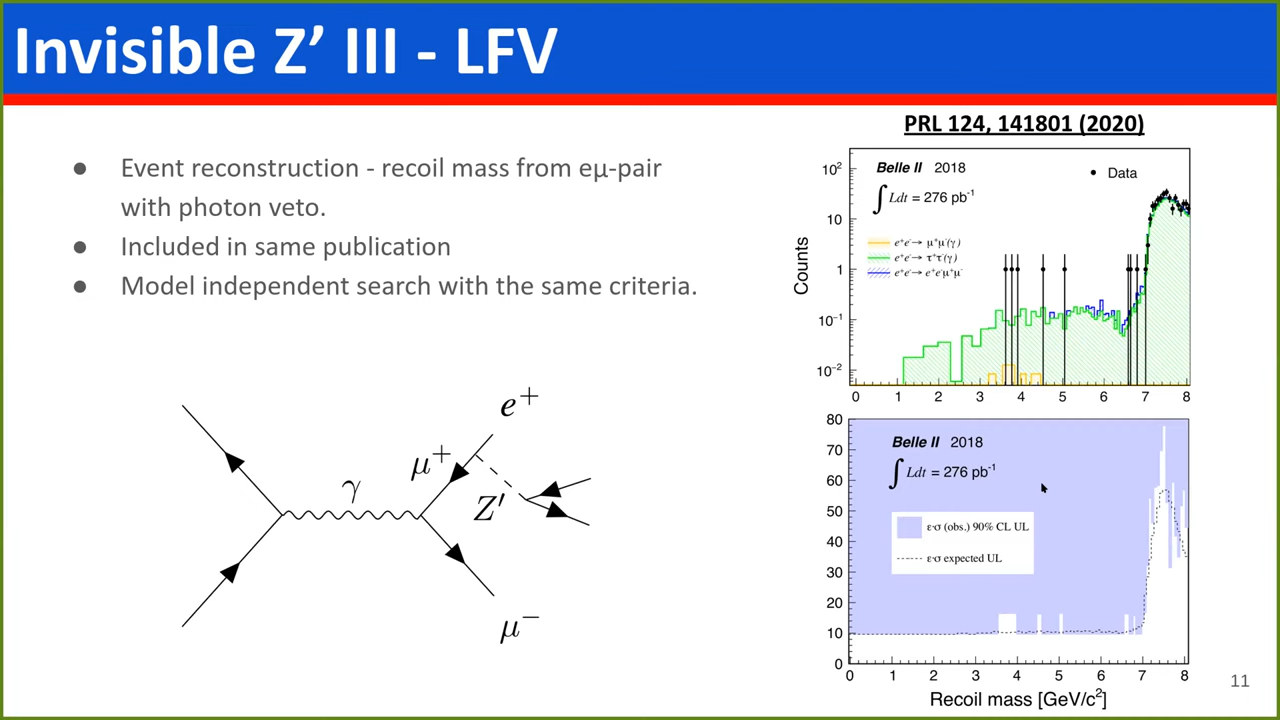 Invisible Z’ III - LFV
● Event reconstruction - recoil mass from eμ-pair
with photon veto.
● Included in same publication
● Model independent search with the same criteria.
e⁺
μ⁺
γ
Z′
μ⁻
PRL 124, 141801 (2020)
Belle II 2018
∫Ldt = 276 pb⁻¹
Data
e⁺e⁻→ μ⁺μ⁻(γ)
e⁺e⁻→ τ⁺τ⁻(γ)
e⁺e⁻→ e⁺e⁻μ⁺μ⁻
Counts
10²
10
1
10⁻¹
10⁻²
0 1 2 3 4 5 6 7 8
Belle II 2018
∫Ldt = 276 pb⁻¹
ε·σ (obs.) 90% CL UL
ε·σ expected UL
80
70
60
50
40
30
20
10
0
0 1 2 3 4 5 6 7 8
Recoil mass [GeV/c²]
11